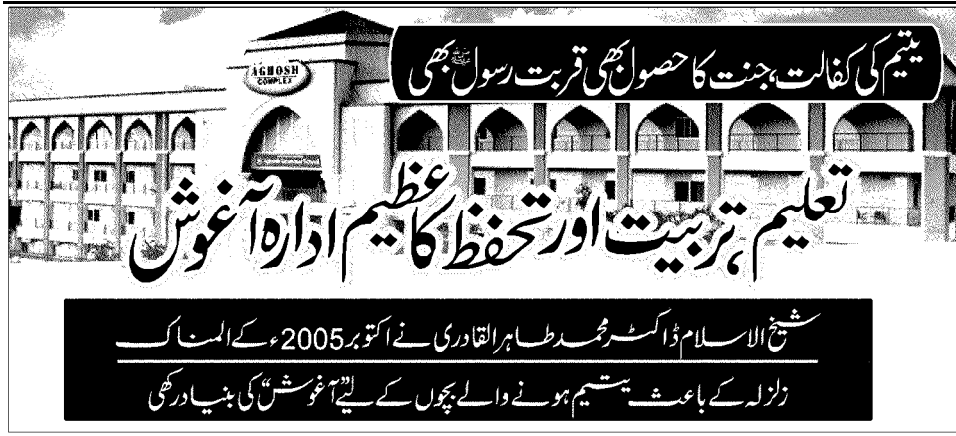 یتیم کی کفالت، جنت کا حصول بھی قربت رسول ﷺ بھی
AGHOSH
COMPLEX
تعلیم، تربیت اور تحفظ کا عظیم ادارہ آغوش
شیخ الاسلام ڈاکٹر محمد طاہر القادری نے اکتوبر 2005ء کے المناک
زلزلہ کے باعث یتیم ہونے والے بچوں کے لیے ”آغوش“ کی بنیاد رکھی